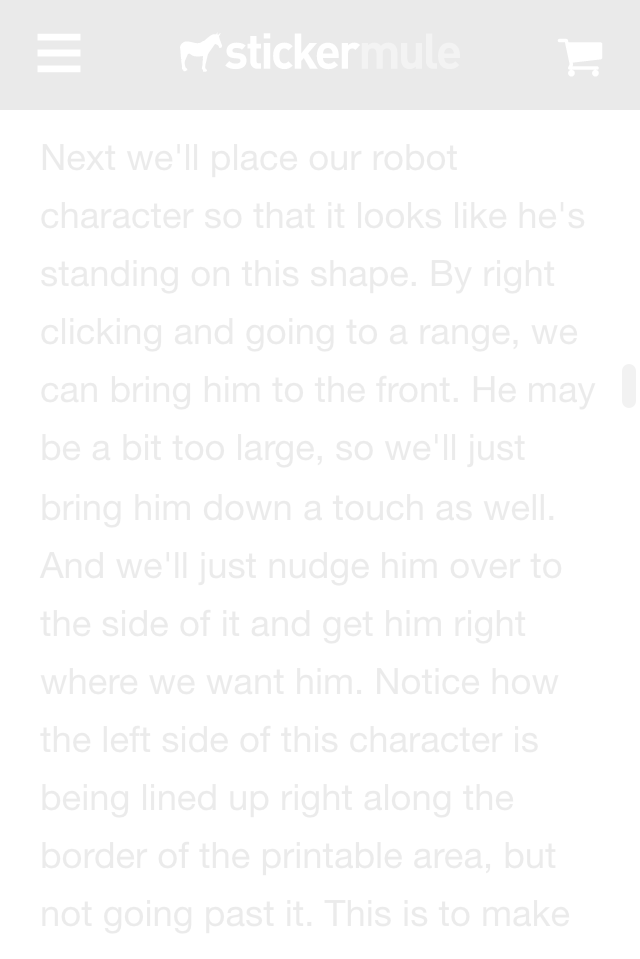 stickermule
Next we'll place our robot
character so that it looks like he's
standing on this shape. By right
clicking and going to a range, we
can bring him to the front. He may
be a bit too large, so we'll just
bring him down a touch as well.
And we'll just nudge him over to
the side of it and get him right
where we want him. Notice how
the left side of this character is
being lined up right along the
border of the printable area, but
not going past it. This is to make